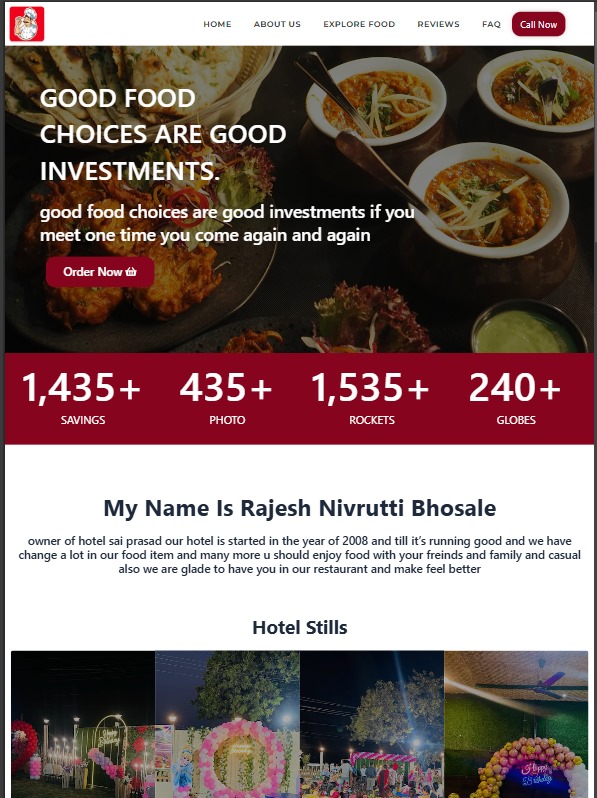 HOME ABOUT US EXPLORE FOOD REVIEWS FAQ Call Now
GOOD FOOD
CHOICES ARE GOOD
INVESTMENTS.
good food choices are good investments if you
meet one time you come again and again
Order Now
1,435+ 435+ 1,535+ 240+
SAVINGS PHOTO ROCKETS GLOBES
My Name Is Rajesh Nivrutti Bhosale
owner of hotel sai prasad our hotel is started in the year of 2008 and till it's running good and we have
change a lot in our food item and many more u should enjoy food with your freinds and family and casual
also we are glade to have you in our restaurant and make feel better
Hotel Stills
Happy
Birthday